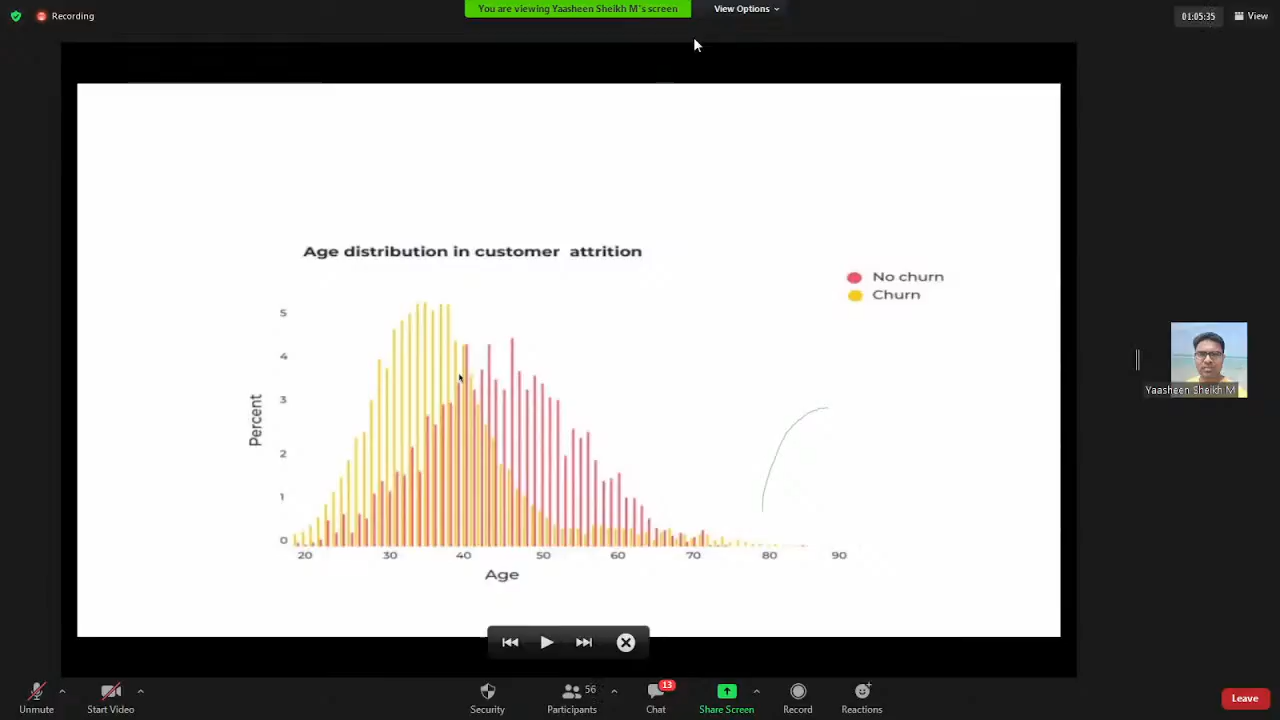 Recording
You are viewing Yaasheen Sheikh M's screen
View Options
01:05:35
View
Age distribution in customer attrition
No churn
Churn
5
4
3
2
1
0
Percent
20 30 40 50 60 70 80 90
Age
Yaasheen Sheikh M
Unmute
Start Video
Security
56
Participants
13
Chat
Share Screen
Record
Reactions
Leave